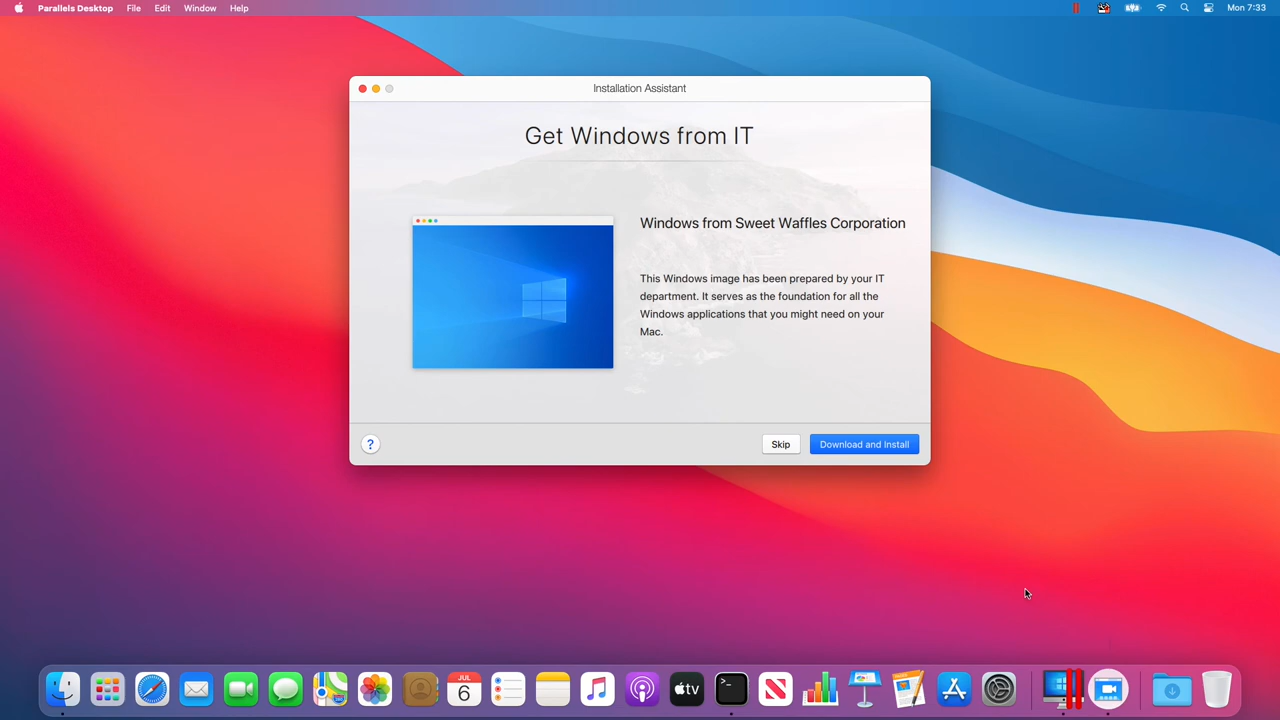 Parallels Desktop File Edit Window Help Mon 7:33
Installation Assistant
Get Windows from IT
Windows from Sweet Waffles Corporation
This Windows image has been prepared by your IT
department. It serves as the foundation for all the
Windows applications that you might need on your
Mac.
? Skip Download and Install
JUL
6
tv
>_